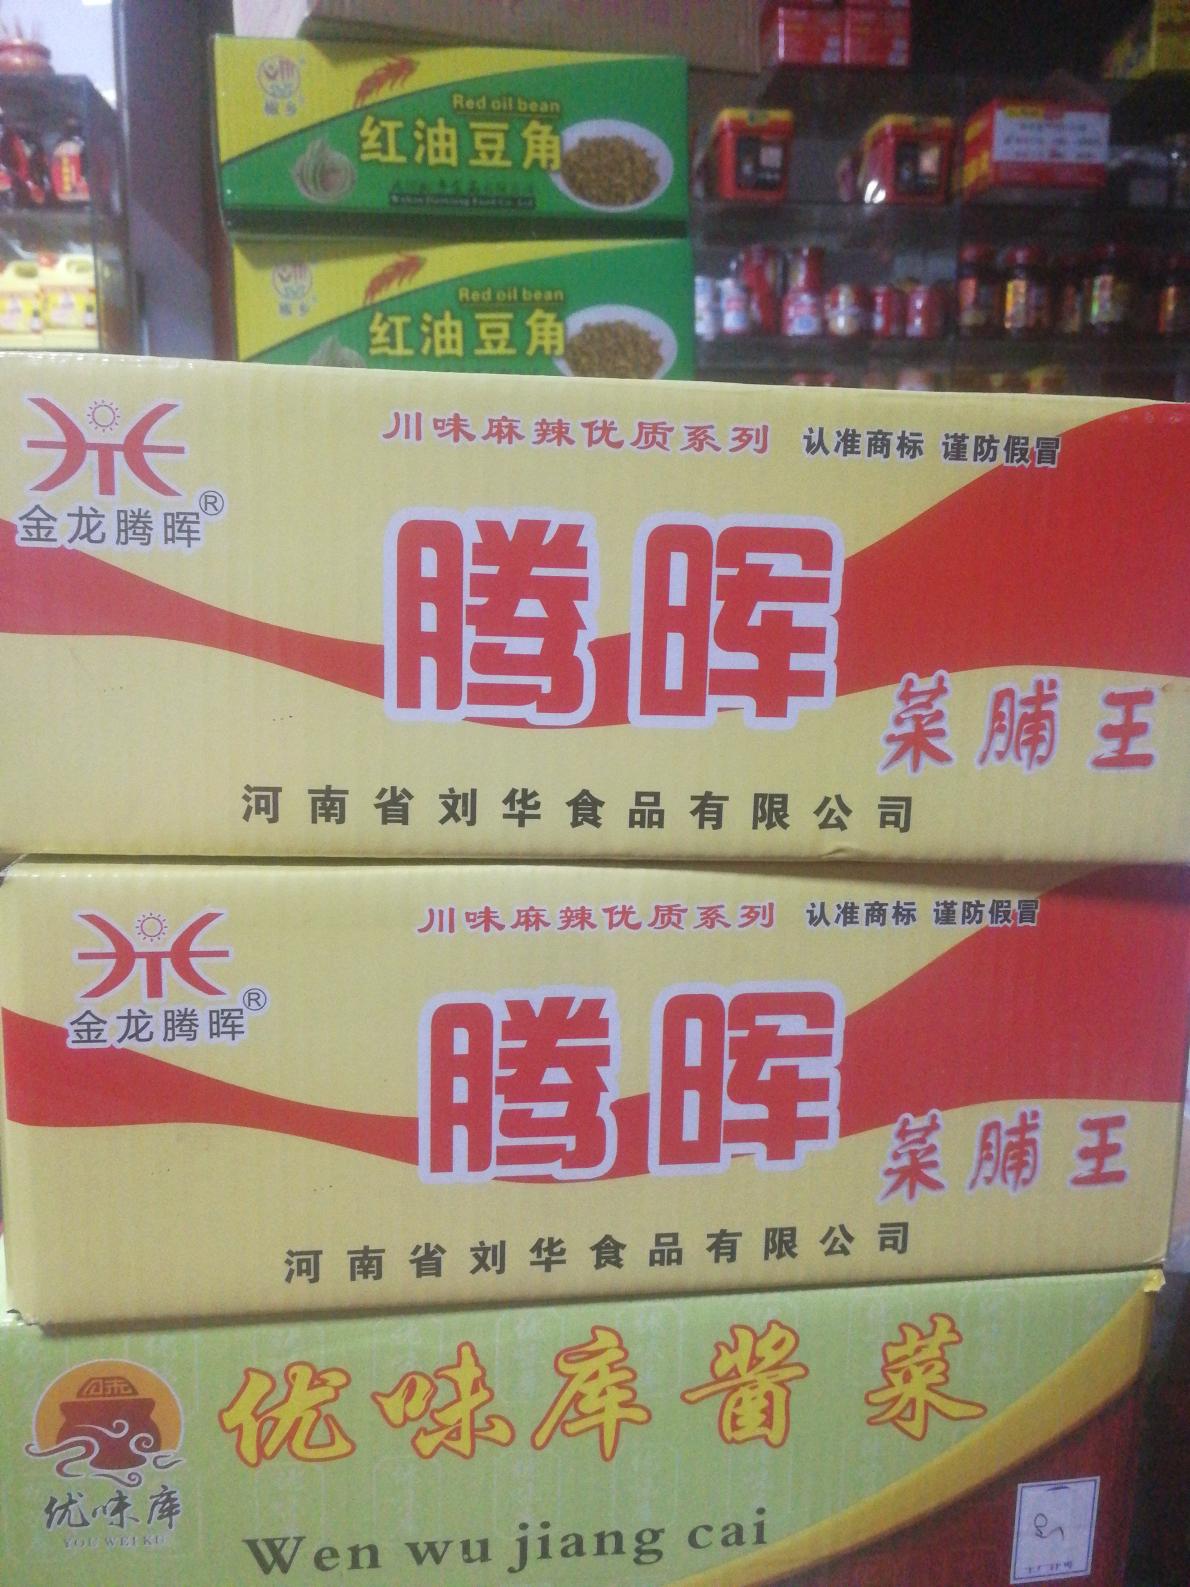 椒乡
Red oil bean
红油豆角
Red oil bean
红油豆角
金龙腾晖®
川味麻辣优质系列 认准商标 谨防假冒
腾晖
菜脯王
河南省刘华食品有限公司
金龙腾晖®
川味麻辣优质系列 认准商标 谨防假冒
腾晖
菜脯王
河南省刘华食品有限公司
优味库酱菜
优味库
YOU WEI KU
Wen wu jiang cai